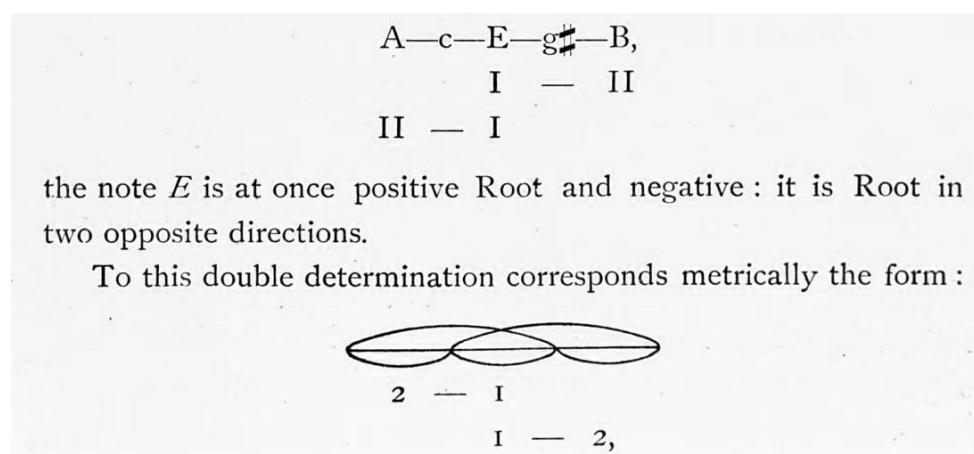 A—c—E—g♯—B,
I — II
II — I
the note E is at once positive Root and negative : it is Root in
two opposite directions.
To this double determination corresponds metrically the form :
2 — I
I — 2,